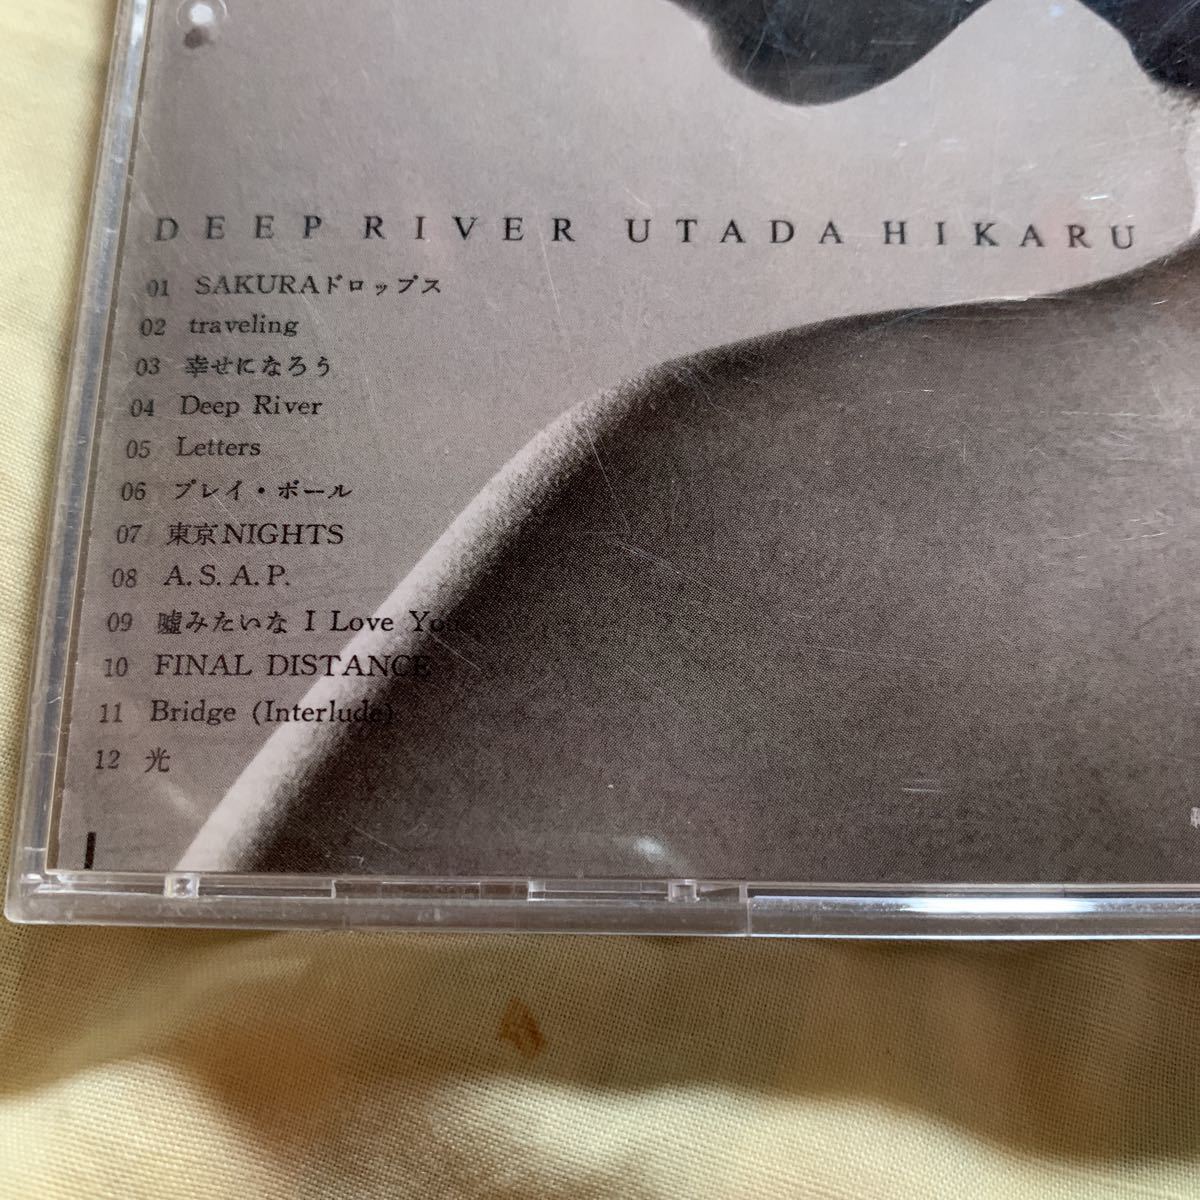 DEEP RIVER UTADA HIKARU
01 SAKURAドロップス
02 traveling
03 幸せになろう
04 Deep River
05 Letters
06 プレイ・ボール
07 東京NIGHTS
08 A.S.A.P.
09 嘘みたいな I Love You
10 FINAL DISTANCE
11 Bridge (Interlude)
12 光